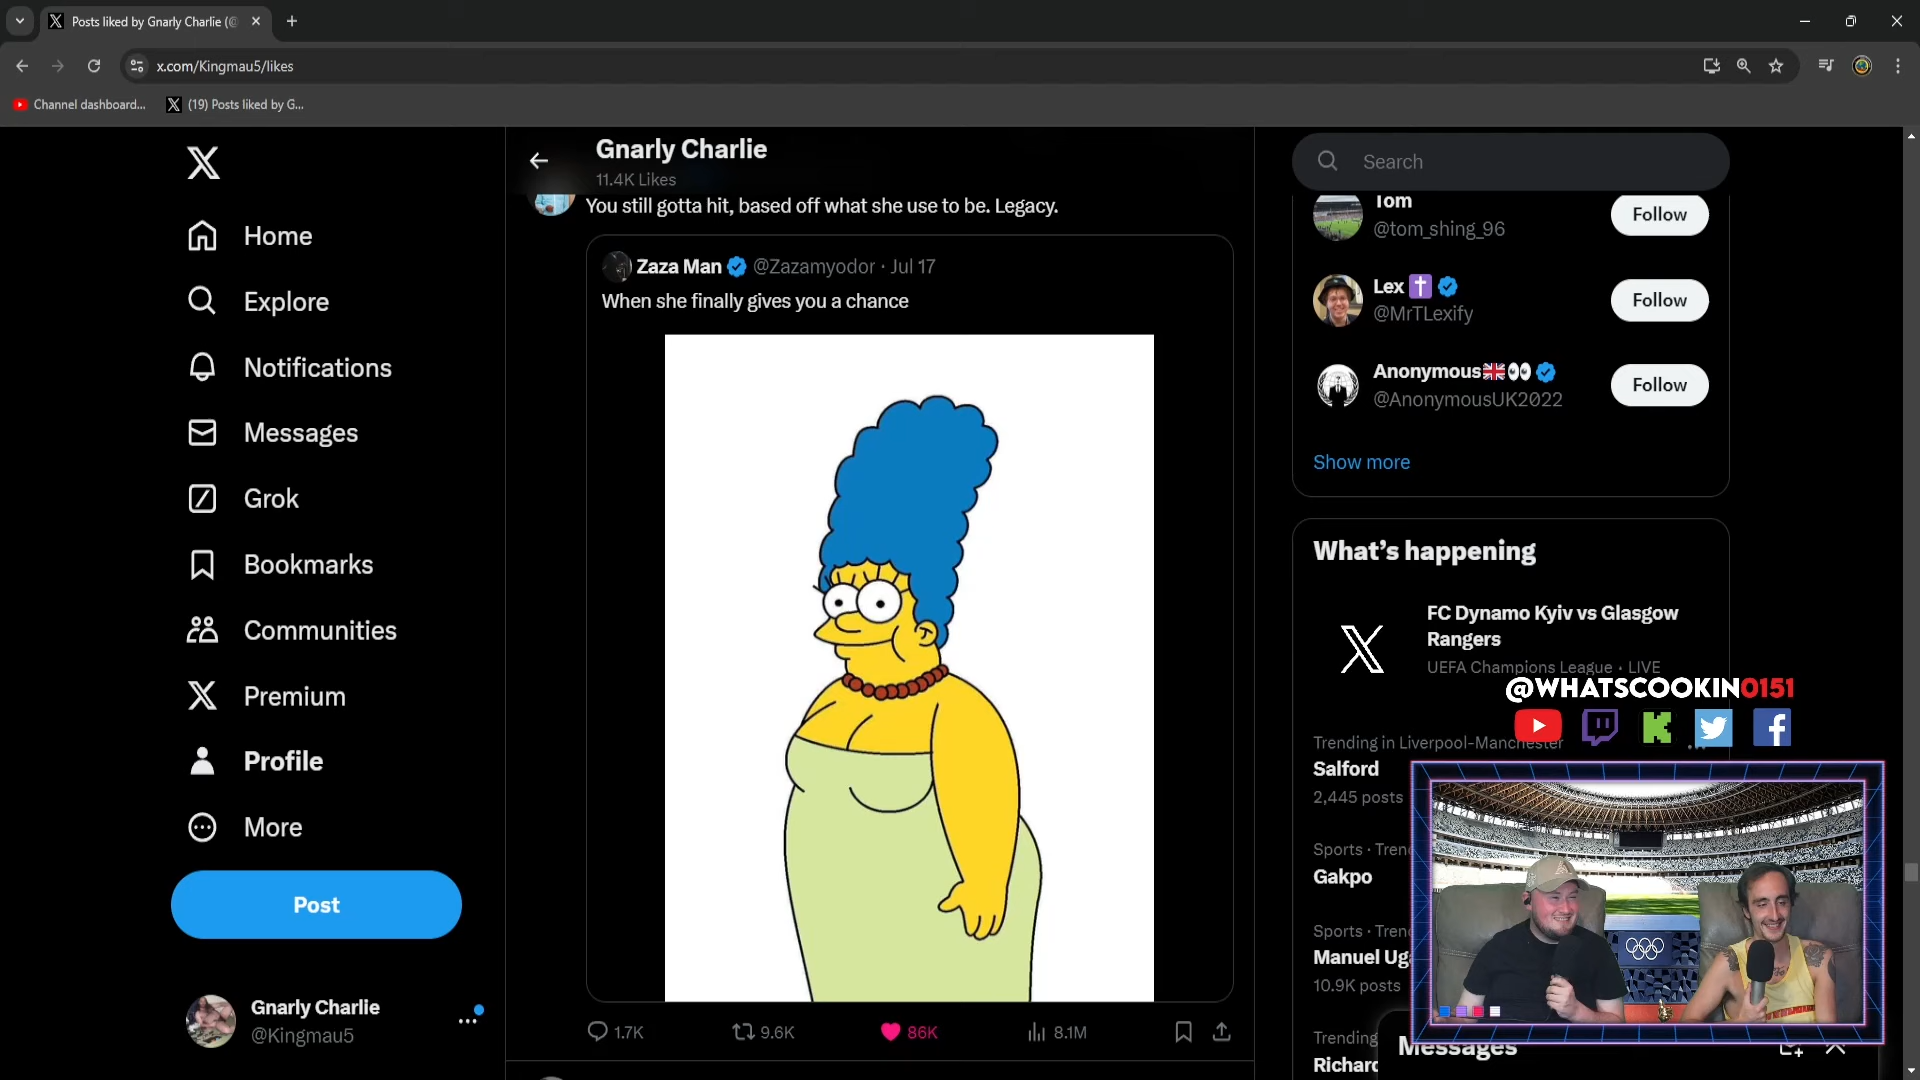 Posts liked by Gnarly Charlie (@
x.com/Kingmau5/likes
Channel dashboard...
(19) Posts liked by G...
Home
Explore
Notifications
Messages
Grok
Bookmarks
Communities
Premium
Profile
More
Post
Gnarly Charlie
@Kingmau5
Gnarly Charlie
11.4K Likes
You still gotta hit, based off what she use to be. Legacy.
Zaza Man @Zazamyodor · Jul 17
When she finally gives you a chance
1.7K 9.6K 86K 8.1M
Search
Tom
@tom_shing_96
Follow
Lex
@MrTLexify
Follow
Anonymous
@AnonymousUK2022
Follow
Show more
What's happening
FC Dynamo Kyiv vs Glasgow
Rangers
UEFA Champions League · LIVE
@WHATSCOOKIN0151
Trending in Liverpool-Manchester
Salford
2,445 posts
Sports · Tren
Gakpo
Sports · Tren
Manuel Ug
10.9K posts
Trending
Richar
Messages